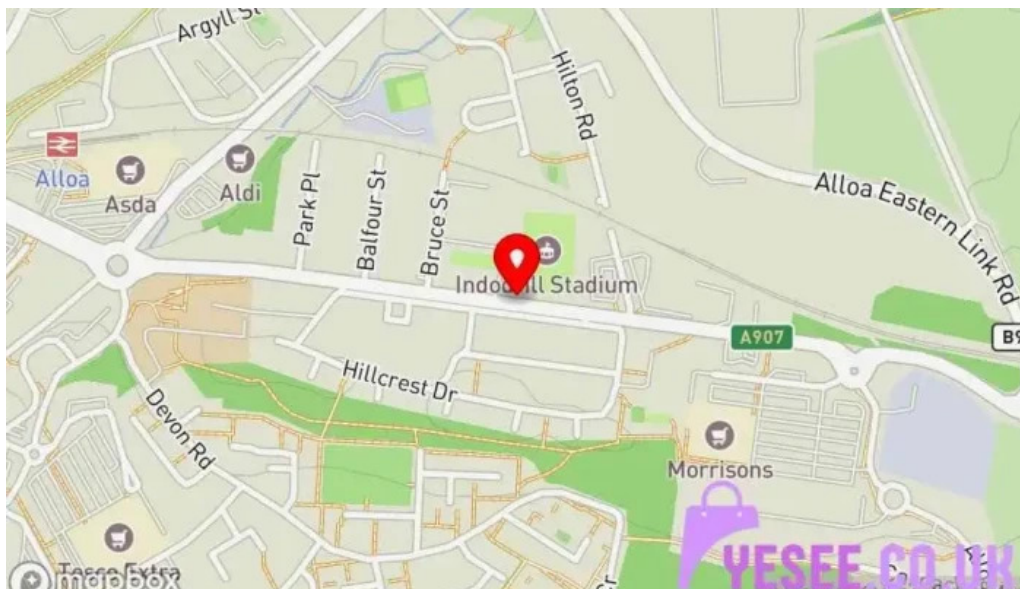 Argyll St
Hilton Rd
Alloa
Asda
Aldi
Park Pl
Balfour St
Bruce St
Alloa Eastern Link Rd
Indodrill Stadium
A907
B9
Hillcrest Dr
Devon Rd
Morrisons
Tesco Extra
mapbox
YESEE.CO.UK